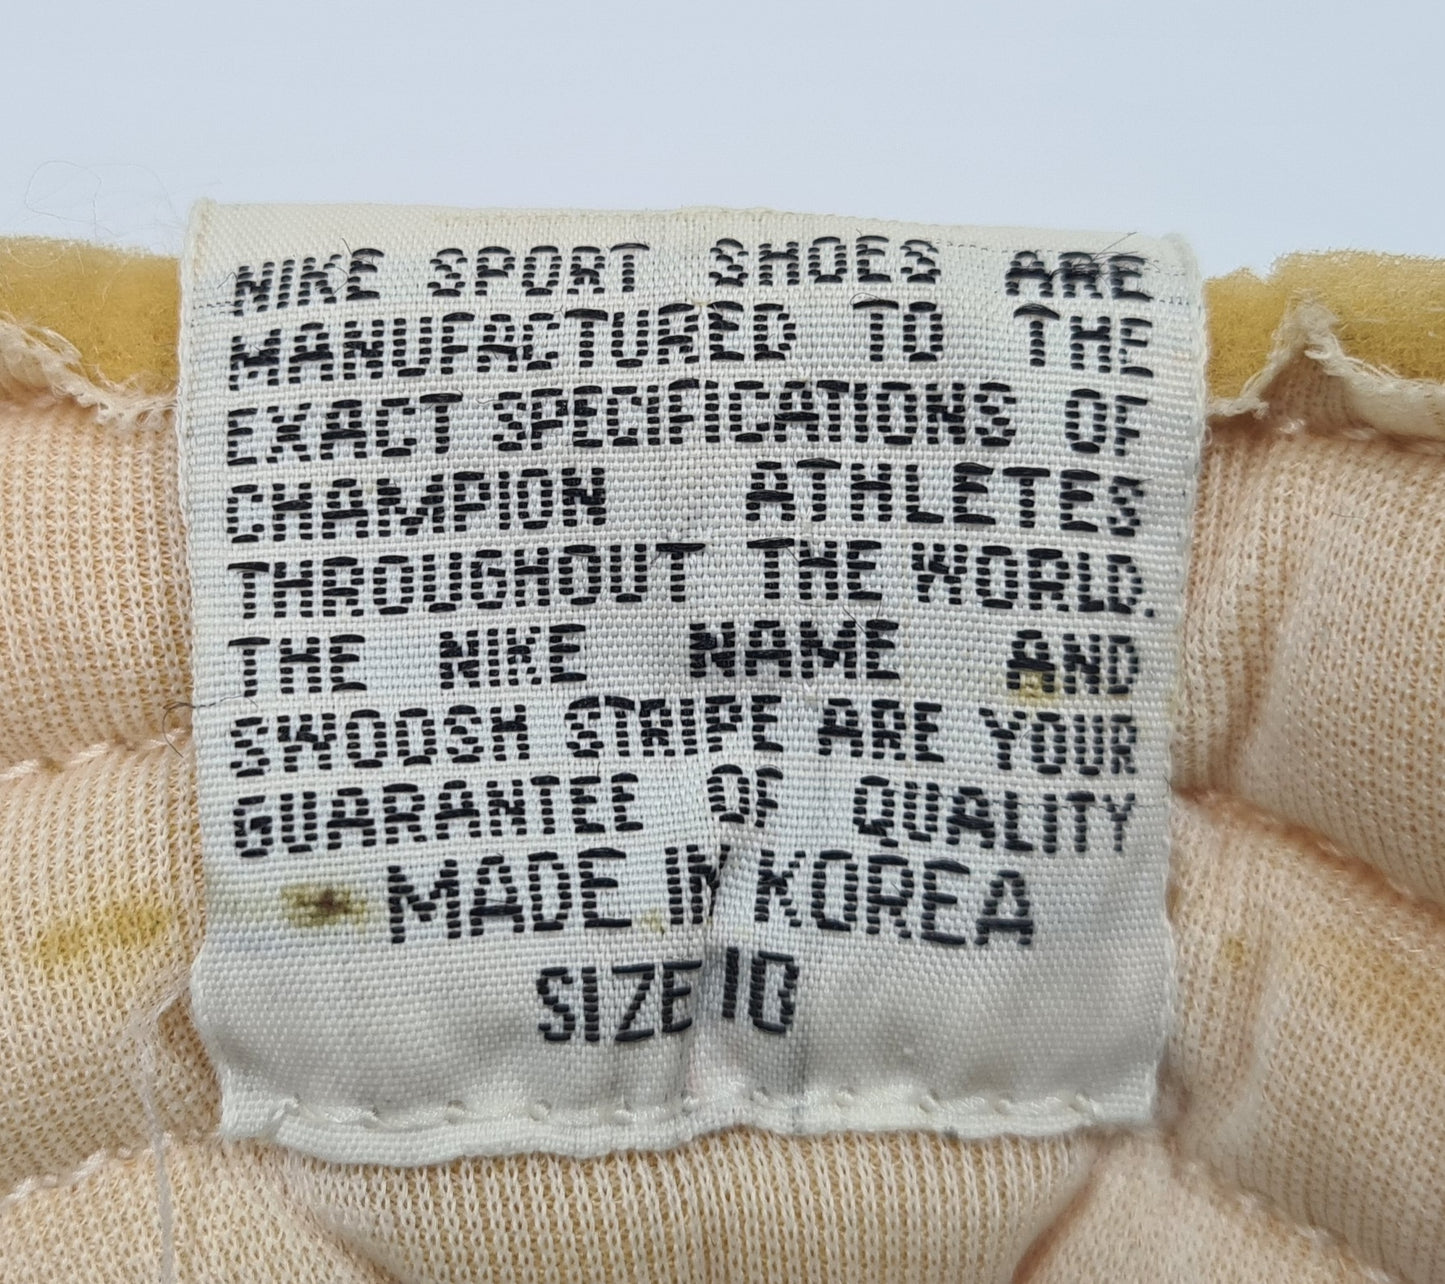 NIKE SPORT SHOES ARE
MANUFACTURED TO THE
EXACT SPECIFICATIONS OF
CHAMPION ATHLETES
THROUGHOUT THE WORLD.
THE NIKE NAME AND
SWOOSH STRIPE ARE YOUR
GUARANTEE OF QUALITY
MADE IN KOREA
SIZE 10